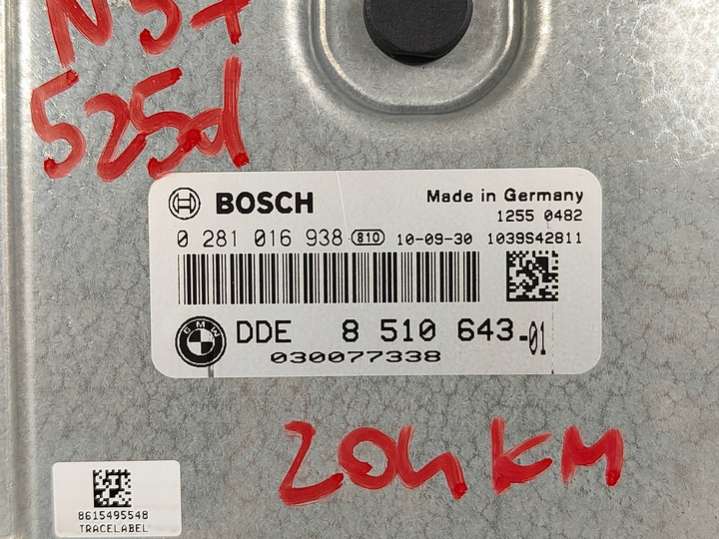 N57
525d
BOSCH
Made in Germany
1255 0482
0 281 016 938 810 10-09-30 1039S42811
BMW DDE 8 510 643-01
030077338
204 KM
8615495548
TRACELABEL